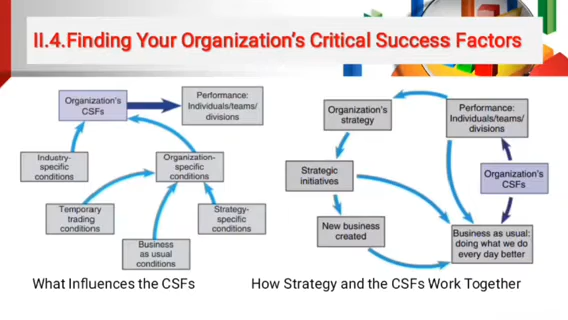 II.4.Finding Your Organization's Critical Success Factors
Organization's
CSFs
Performance:
Individuals/teams/
divisions
Industry-
specific
conditions
Organization-
specific
conditions
Temporary
trading
conditions
Strategy-
specific
conditions
Business
as usual
conditions
What Influences the CSFs
Organization's
strategy
Performance:
Individuals/teams/
divisions
Strategic
initiatives
Organization's
CSFs
New business
created
Business as usual:
doing what we do
every day better
How Strategy and the CSFs Work Together